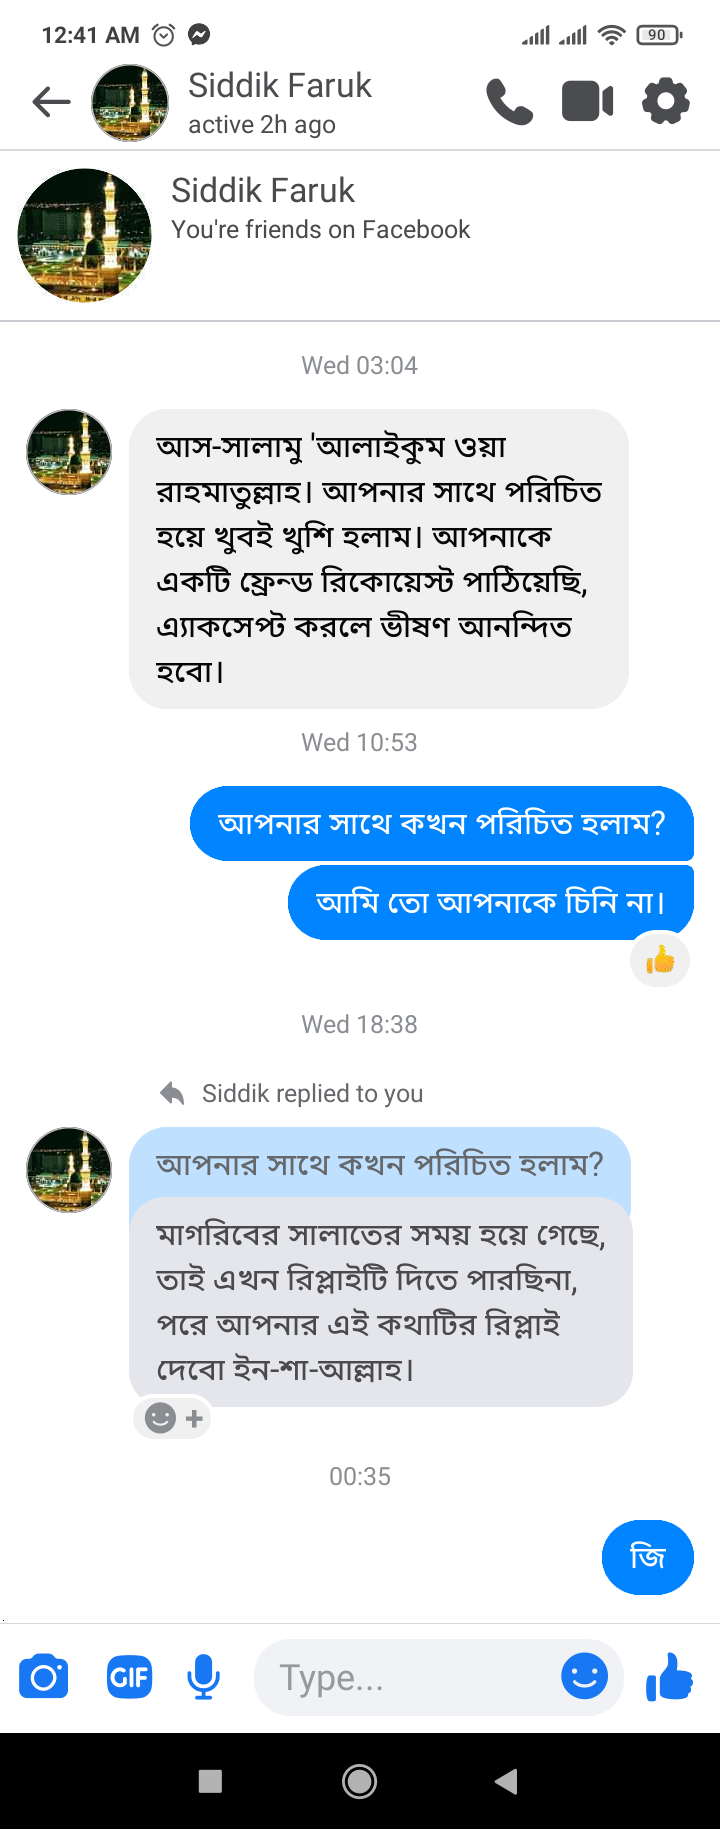 12:41 AM
90
Siddik Faruk
active 2h ago
Siddik Faruk
You're friends on Facebook
Wed 03:04
আস-সালামু 'আলাইকুম ওয়া
রাহমাতুল্লাহ। আপনার সাথে পরিচিত
হয়ে খুবই খুশি হলাম। আপনাকে
একটি ফ্রেন্ড রিকোয়েস্ট পাঠিয়েছি,
এ্যাকসেপ্ট করলে ভীষণ আনন্দিত
হবো।
Wed 10:53
আপনার সাথে কখন পরিচিত হলাম?
আমি তো আপনাকে চিনি না।
Wed 18:38
Siddik replied to you
আপনার সাথে কখন পরিচিত হলাম?
মাগরিবের সালাতের সময় হয়ে গেছে,
তাই এখন রিপ্লাইটি দিতে পারছিনা,
পরে আপনার এই কথাটির রিপ্লাই
দেবো ইন-শা-আল্লাহ।
00:35
জি
GIF
Type...